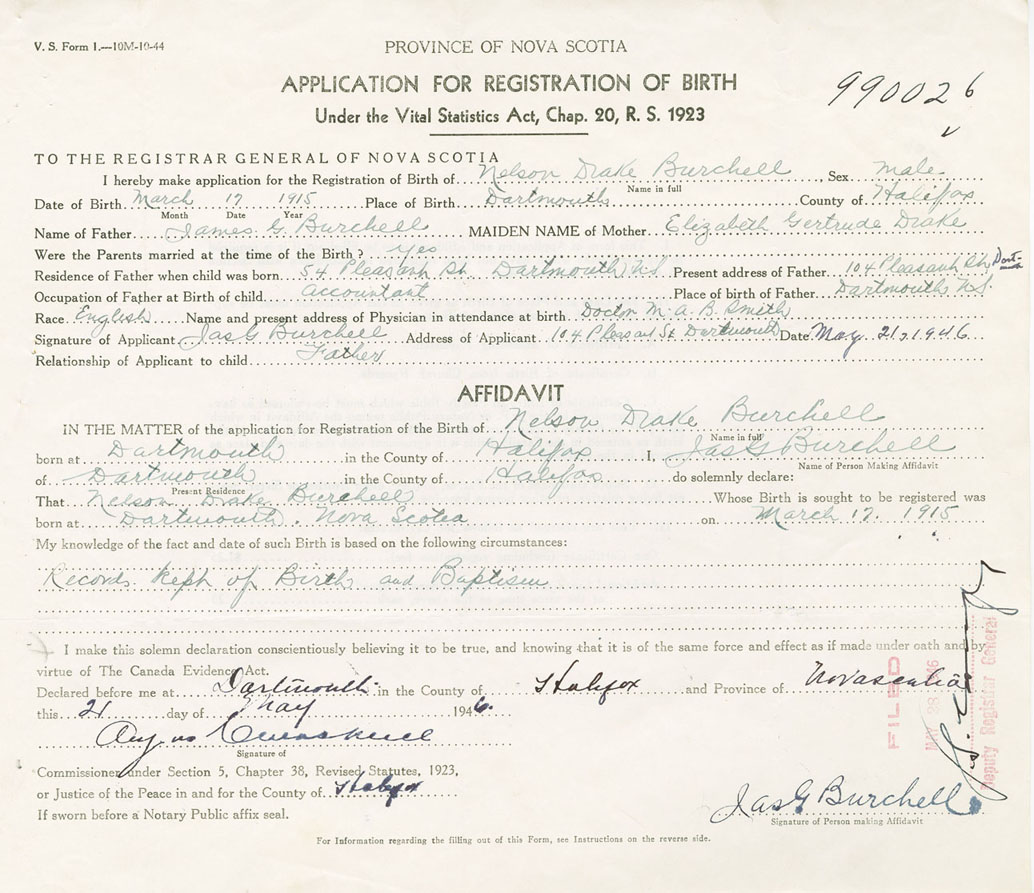 V. S. Form 1.—10M-10-44
PROVINCE OF NOVA SCOTIA
APPLICATION FOR REGISTRATION OF BIRTH
990026
Under the Vital Statistics Act, Chap. 20, R. S. 1923
TO THE REGISTRAR GENERAL OF NOVA SCOTIA
I hereby make application for the Registration of Birth of Nelson Drake Burchell, Sex male
Name in full
Date of Birth March 17 1915 Place of Birth Dartmouth County of Halifax
Month Date Year
Name of Father James G. Burchell MAIDEN NAME of Mother Elizabeth Gertrude Drake
Were the Parents married at the time of the Birth? yes
Residence of Father when child was born 54 Pleasant St. Dartmouth N.S. Present address of Father 104 Pleasant St. Dartmouth
Occupation of Father at Birth of child accountant Place of birth of Father Dartmouth N.S.
Race English Name and present address of Physician in attendance at birth Doctor M. A. B. Smith
Signature of Applicant Jas G Burchell Address of Applicant 104 Pleasant St Dartmouth Date May 21, 1946
Relationship of Applicant to child Father
AFFIDAVIT
IN THE MATTER of the application for Registration of the Birth of Nelson Drake Burchell
Name in full
born at Dartmouth in the County of Halifax I, Jas G Burchell
Name of Person Making Affidavit
of Dartmouth in the County of Halifax do solemnly declare:
Present Residence
That Nelson Drake Burchell Whose Birth is sought to be registered was
born at Dartmouth. Nova Scotia on March 17. 1915
My knowledge of the fact and date of such Birth is based on the following circumstances:
Records kept of Birth and Baptism
I make this solemn declaration conscientiously believing it to be true, and knowing that it is of the same force and effect as if made under oath and by
virtue of The Canada Evidence Act.
Declared before me at Dartmouth in the County of Halifax and Province of Nova scotia
this 21 day of May 1946.
Signature of
Commissioner under Section 5, Chapter 38, Revised Statutes, 1923,
or Justice of the Peace in and for the County of Halifax
If sworn before a Notary Public affix seal.
Jas G Burchell
Signature of Person making Affidavit
For Information regarding the filling out of this Form, see Instructions on the reverse side.
FILED
Deputy Registrar General